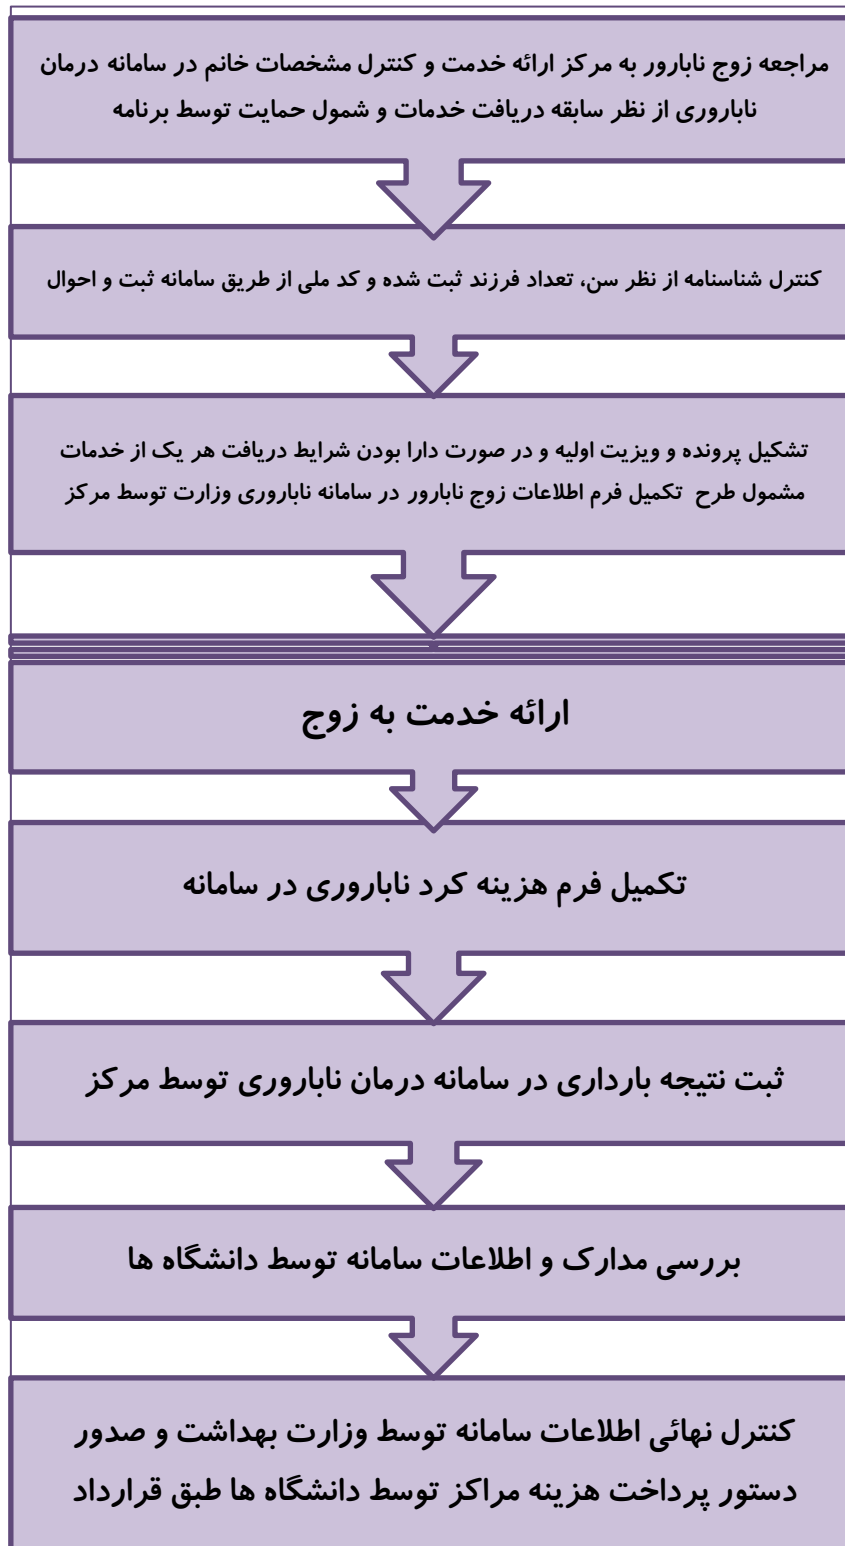 مراجعه زوج نابارور به مرکز ارائه خدمت و کنترل مشخصات خانم در سامانه درمان
ناباروری از نظر سابقه دریافت خدمات و شمول حمایت توسط برنامه
کنترل شناسنامه از نظر سن، تعداد فرزند ثبت شده و کد ملی از طریق سامانه ثبت و احوال
تشکیل پرونده و ویزیت اولیه و در صورت دارا بودن شرایط دریافت هر یک از خدمات
مشمول طرح تکمیل فرم اطلاعات زوج نابارور در سامانه ناباروری وزارت توسط مرکز
ارائه خدمت به زوج
تکمیل فرم هزینه کرد ناباروری در سامانه
ثبت نتیجه بارداری در سامانه درمان ناباروری توسط مرکز
بررسی مدارک و اطلاعات سامانه توسط دانشگاه ها
کنترل نهائی اطلاعات سامانه توسط وزارت بهداشت و صدور
دستور پرداخت هزینه مراکز توسط دانشگاه ها طبق قرارداد